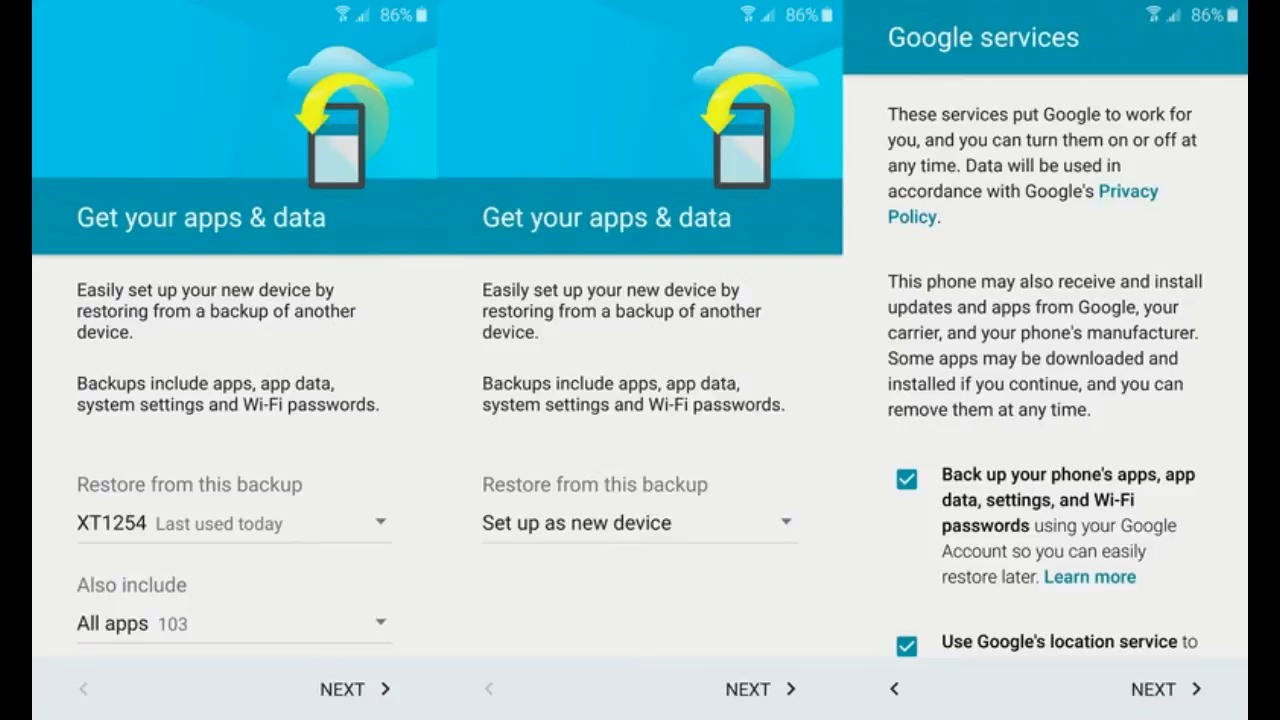 86%
Get your apps & data
Easily set up your new device by
restoring from a backup of another
device.
Backups include apps, app data,
system settings and Wi-Fi passwords.
Restore from this backup
XT1254 Last used today
Also include
All apps 103
NEXT
86%
Get your apps & data
Easily set up your new device by
restoring from a backup of another
device.
Backups include apps, app data,
system settings and Wi-Fi passwords.
Restore from this backup
Set up as new device
NEXT
86%
Google services
These services put Google to work for
you, and you can turn them on or off at
any time. Data will be used in
accordance with Google's Privacy
Policy.
This phone may also receive and install
updates and apps from Google, your
carrier, and your phone's manufacturer.
Some apps may be downloaded and
installed if you continue, and you can
remove them at any time.
Back up your phone's apps, app
data, settings, and Wi-Fi
passwords using your Google
Account so you can easily
restore later. Learn more
Use Google's location service to
NEXT